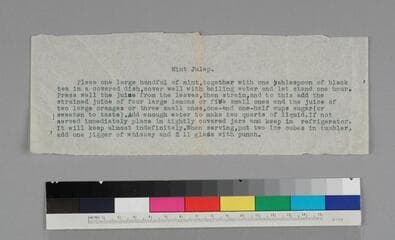 Mint Julep.
Place one large handful of mint,together with one tablespoon of black
tea in a covered dish,cover well with boiling water and let stand one hour.
Press well the juice from the leaves,then strain,and to this add the
strained juice of four large lemons or five small ones and the juice of
two large oranges or three small ones,one-and one-half cups sugar(or
sweeten to taste).Add enough water to make two quarts of liquid.If not
served immediately place in tightly covered jars and keep in refrigerator.
It will keep almost indefinitely.When serving,put two ice cubes in tumbler,
add one jigger of whiskey and fill glass with punch.